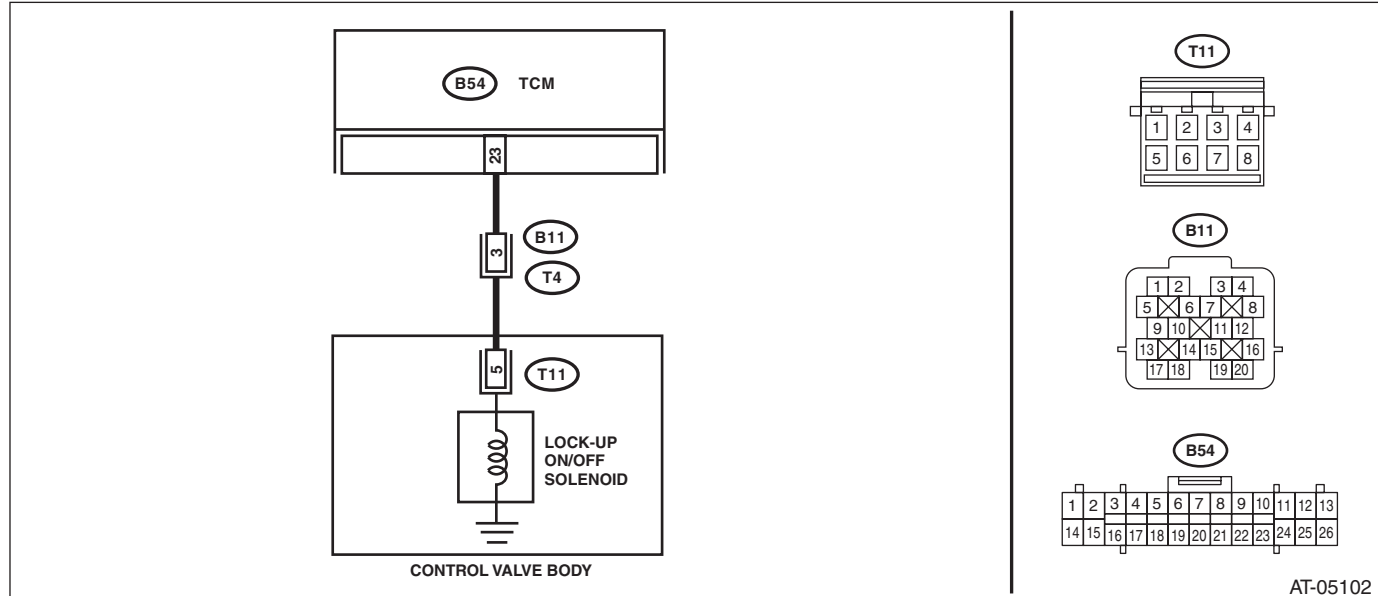 B54 TCM
23
3
B11
T4
5
T11
LOCK-UP
ON/OFF
SOLENOID
CONTROL VALVE BODY
T11
1 2 3 4
5 6 7 8
B11
1 2 3 4
5 6 7 8
9 10 11 12
13 14 15 16
17 18 19 20
B54
1 2 3 4 5 6 7 8 9 10 11 12 13
14 15 16 17 18 19 20 21 22 23 24 25 26
AT-05102